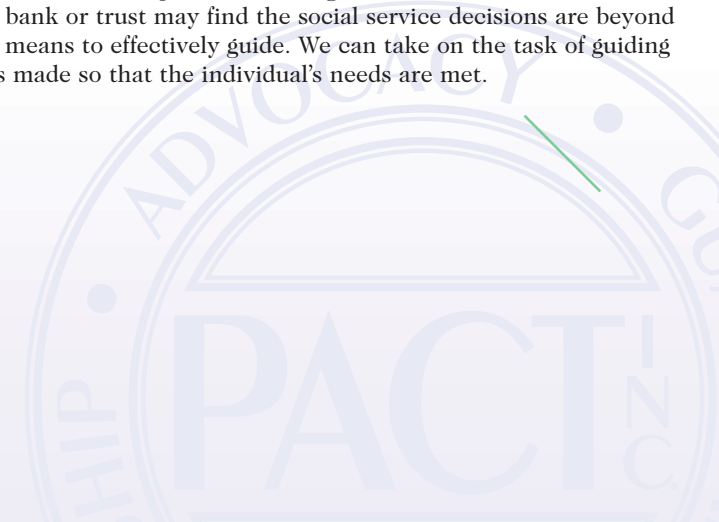 bank or trust may find the social service decisions are beyond
means to effectively guide. We can take on the task of guiding
s made so that the individual's needs are met.
ADVOCACY
PACT
INC.